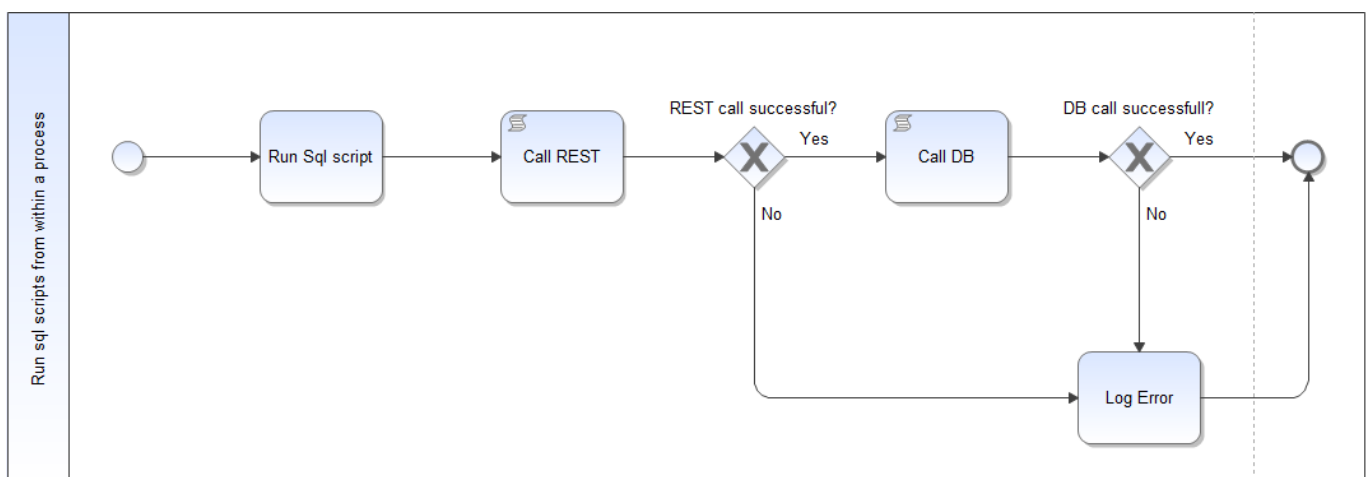 Run sql scripts from within a process
REST call successful?
DB call successfull?
Yes
Yes
Run Sql script
Call REST
Call DB
No
No
Log Error